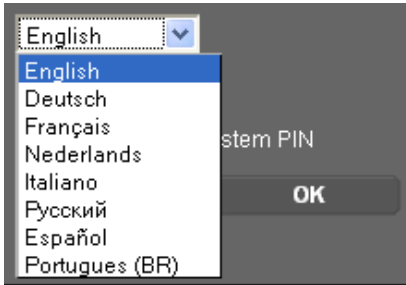 English
English
Deutsch
Français
Nederlands
Italiano
Русский
Español
Portugues (BR)
stem PIN
OK